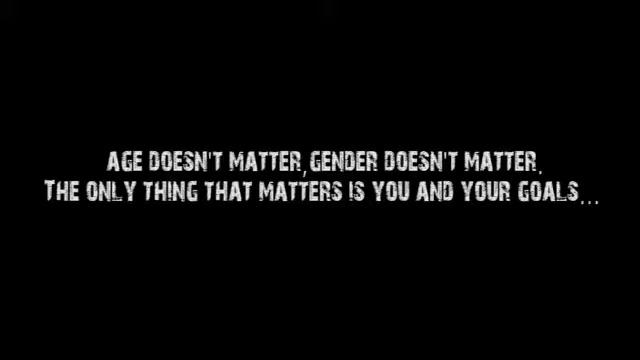 AGE DOESN'T MATTER, GENDER DOESN'T MATTER.
THE ONLY THING THAT MATTERS IS YOU AND YOUR GOALS...